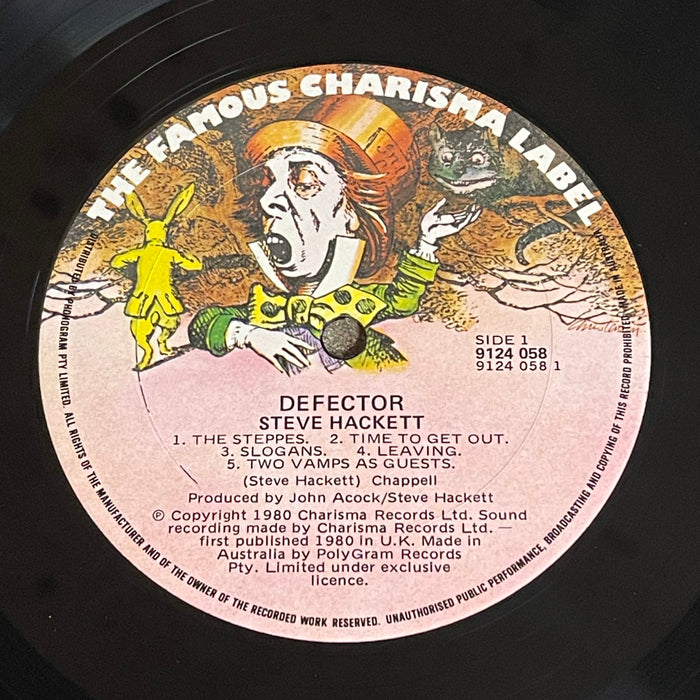 THE FAMOUS CHARISMA LABEL
SIDE 1
9124 058
9124 058 1
DEFECTOR
STEVE HACKETT
1. THE STEPPES. 2. TIME TO GET OUT.
3. SLOGANS. 4. LEAVING.
5. TWO VAMPS AS GUESTS.
(Steve Hackett) Chappell
Produced by John Acock/Steve Hackett
℗ Copyright 1980 Charisma Records Ltd. Sound
recording made by Charisma Records Ltd. —
first published 1980 in U.K. Made in
Australia by PolyGram Records
Pty. Limited under exclusive
licence.
DISTRIBUTED BY PHONOGRAM PTY LIMITED. ALL RIGHTS OF THE MANUFACTURER AND OF THE OWNER OF THE RECORDED WORK RESERVED. UNAUTHORISED PUBLIC PERFORMANCE, BROADCASTING AND COPYING OF THIS RECORD PROHIBITED. MADE IN AUSTRALIA